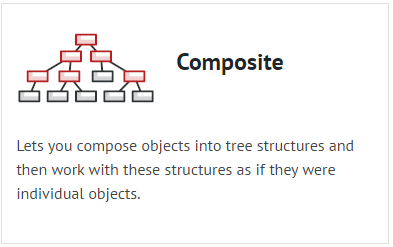 Composite
Lets you compose objects into tree structures and
then work with these structures as if they were
individual objects.